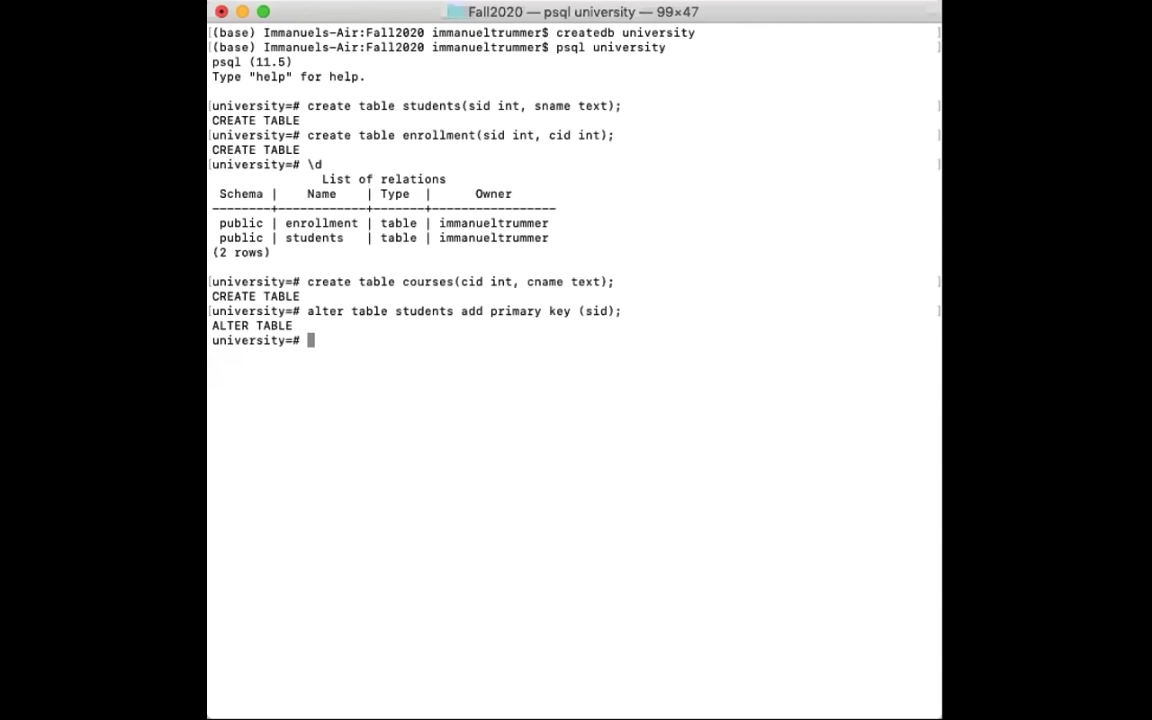 Fall2020 — psql university — 99×47
[(base) Immanuels-Air:Fall2020 immanueltrummer$ createdb university ]
[(base) Immanuels-Air:Fall2020 immanueltrummer$ psql university ]
psql (11.5)
Type "help" for help.
[university=# create table students(sid int, sname text); ]
CREATE TABLE
[university=# create table enrollment(sid int, cid int); ]
CREATE TABLE
[university=# \d ]
List of relations
Schema | Name | Type | Owner
--------+------------+-------+----------------
public | enrollment | table | immanueltrummer
public | students | table | immanueltrummer
(2 rows)
[university=# create table courses(cid int, cname text); ]
CREATE TABLE
[university=# alter table students add primary key (sid); ]
ALTER TABLE
university=#